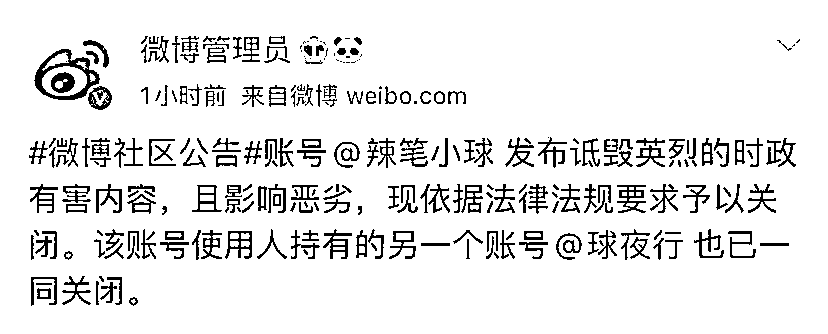 微博管理员
1小时前 来自微博 weibo.com
#微博社区公告#账号@辣笔小球 发布诋毁英烈的时政
有害内容，且影响恶劣，现依据法律法规要求予以关
闭。该账号使用人持有的另一个账号@球夜行 也已一
同关闭。